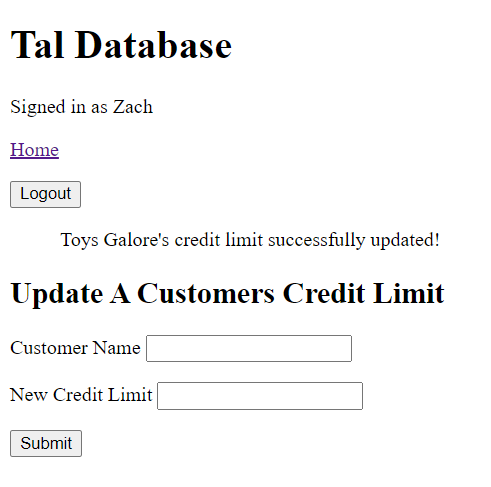 Tal Database
Signed in as Zach
Home
Logout
Toys Galore's credit limit successfully updated!
Update A Customers Credit Limit
Customer Name
New Credit Limit
Submit